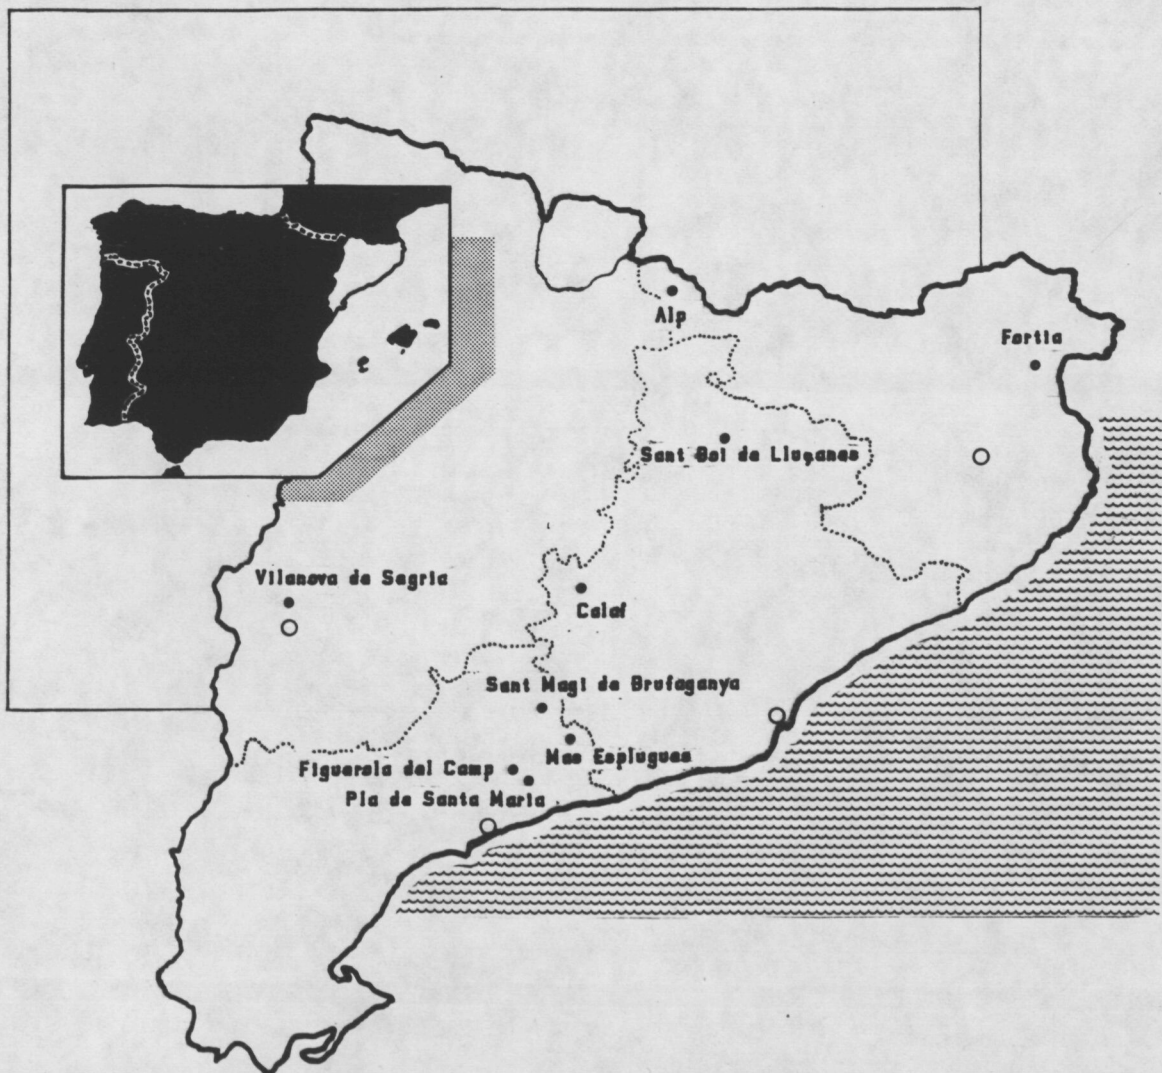 Alp
Fortia
Sant Boi de Lluçanes
Vilanova de Segria
Calaf
Sant Magi de Brufaganya
Mas Esplugues
Figuerola del Camp
Pla de Santa Maria